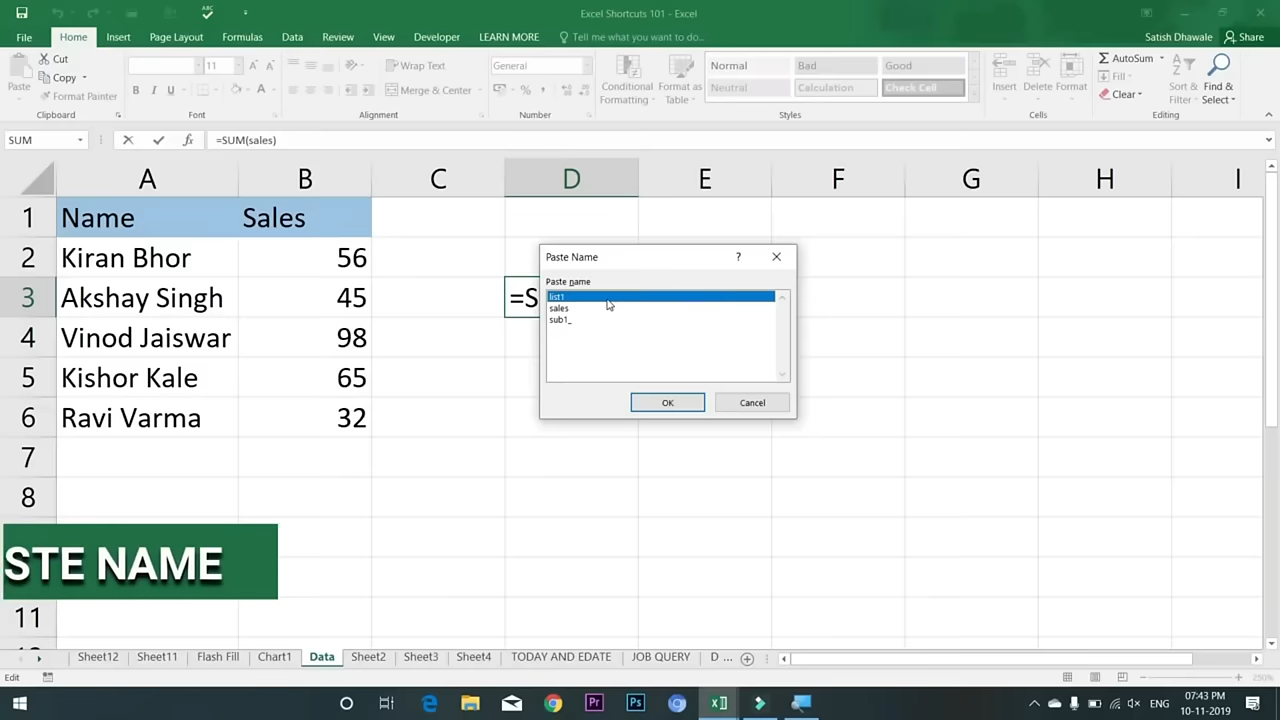 ABC
Excel Shortcuts 101 - Excel
File Home Insert Page Layout Formulas Data Review View Developer LEARN MORE Tell me what you want to do... Satish Dhawale Share
Cut
Copy
Format Painter
Paste
Clipboard
11
B I U
Font
Wrap Text
Merge & Center
Alignment
General
%
Number
Conditional Formatting
Format as Table
Normal Bad Good
Neutral Calculation Check Cell
Styles
Insert Delete Format
Cells
AutoSum
Fill
Clear
Sort & Filter
Find & Select
Editing
SUM fx =SUM(sales)
A B C D E F G H I
1 Name Sales
2 Kiran Bhor 56
3 Akshay Singh 45 =S
4 Vinod Jaiswar 98
5 Kishor Kale 65
6 Ravi Varma 32
7
8
11
Paste Name ?
Paste name
list1
sales
sub1_
OK Cancel
STE NAME
Sheet12 Sheet11 Flash Fill Chart1 Data Sheet2 Sheet3 Sheet4 TODAY AND EDATE JOB QUERY D ...
Edit 250%
Pr Ps ENG 07:43 PM
10-11-2019